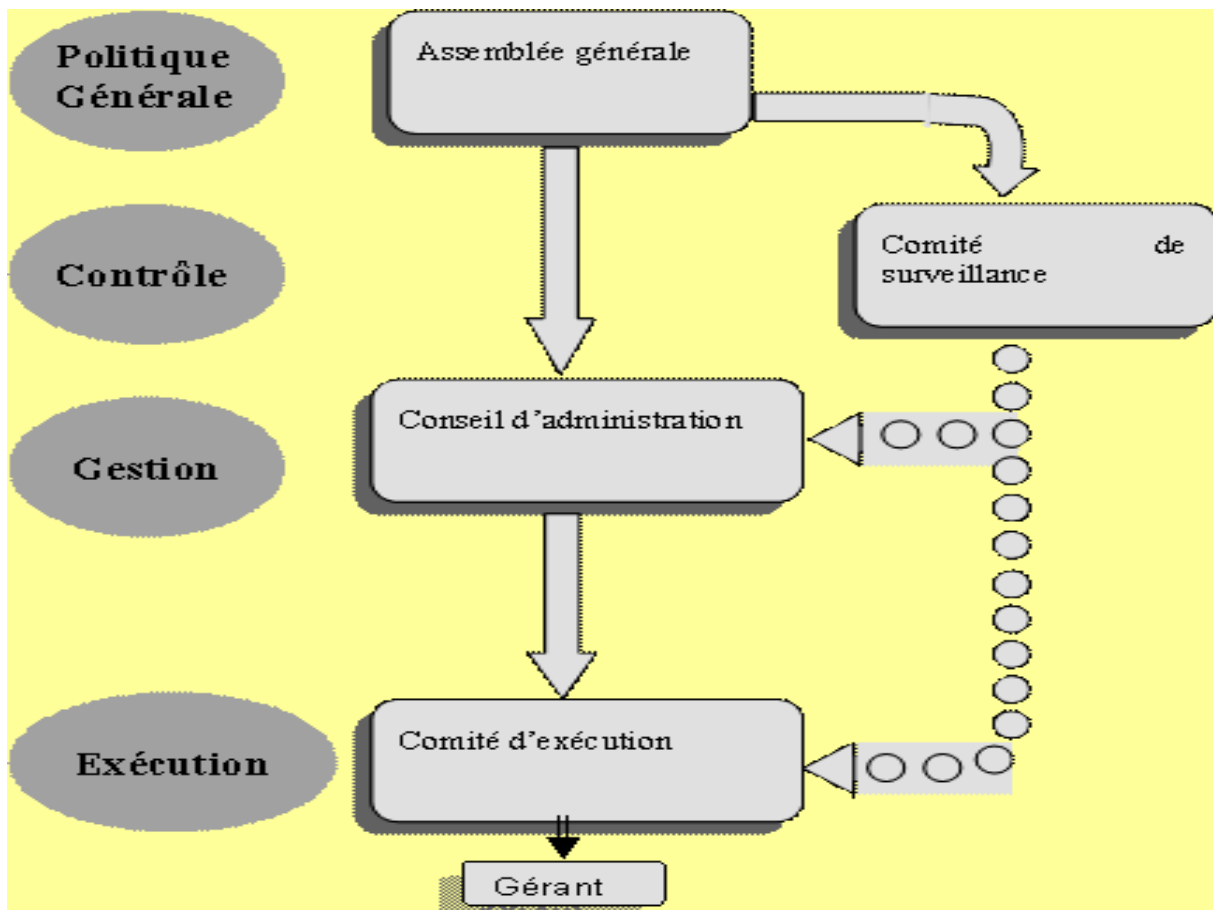 Politique
Générale
Assemblée générale
Contrôle
Comité de
surveillance
Gestion
Conseil d'administration
Exécution
Comité d'exécution
Gérant